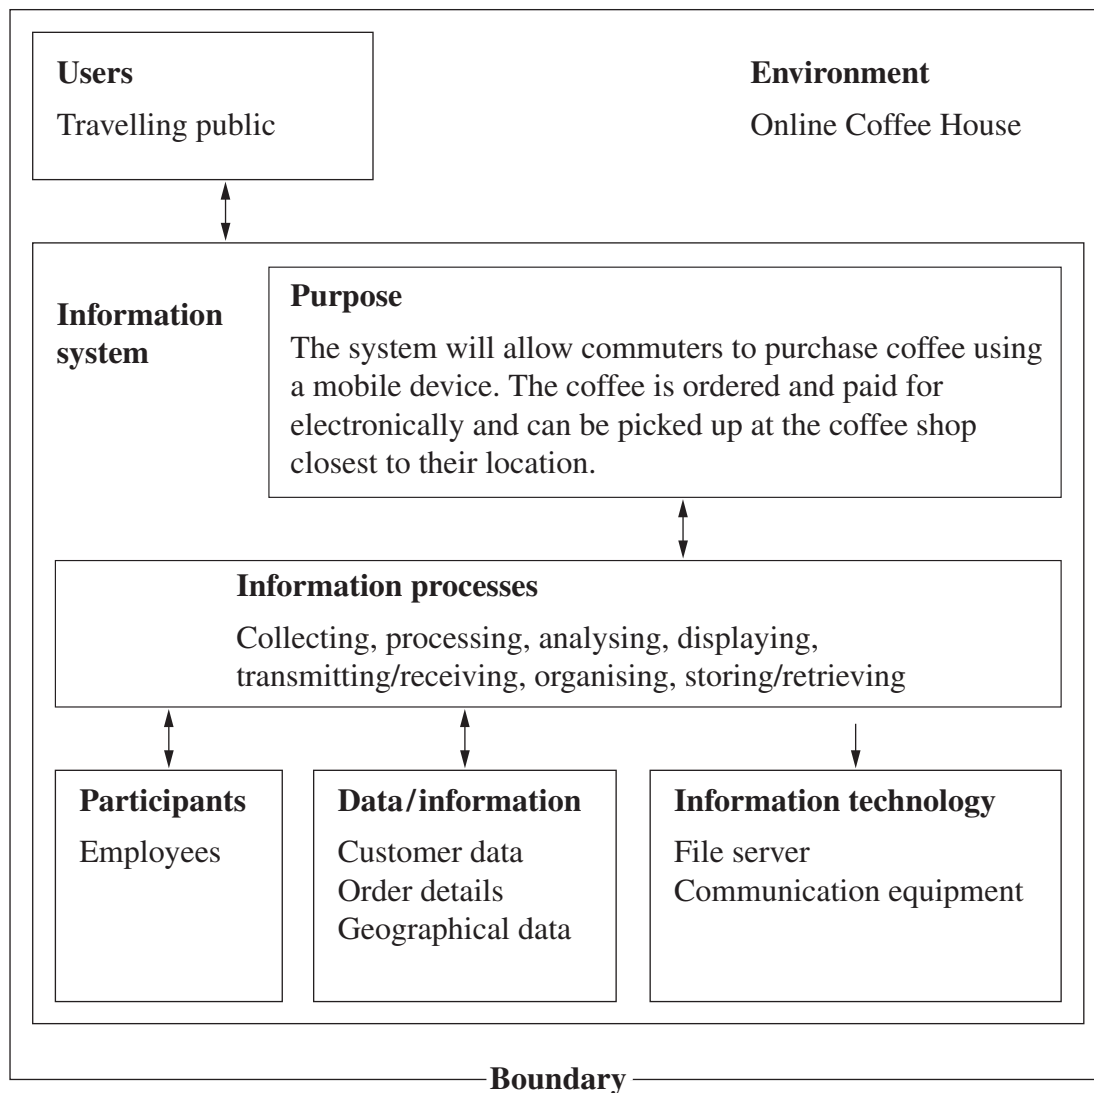 Users
Travelling public
Environment
Online Coffee House
Information
system
Purpose
The system will allow commuters to purchase coffee using
a mobile device. The coffee is ordered and paid for
electronically and can be picked up at the coffee shop
closest to their location.
Information processes
Collecting, processing, analysing, displaying,
transmitting/receiving, organising, storing/retrieving
Participants
Employees
Data/information
Customer data
Order details
Geographical data
Information technology
File server
Communication equipment
Boundary